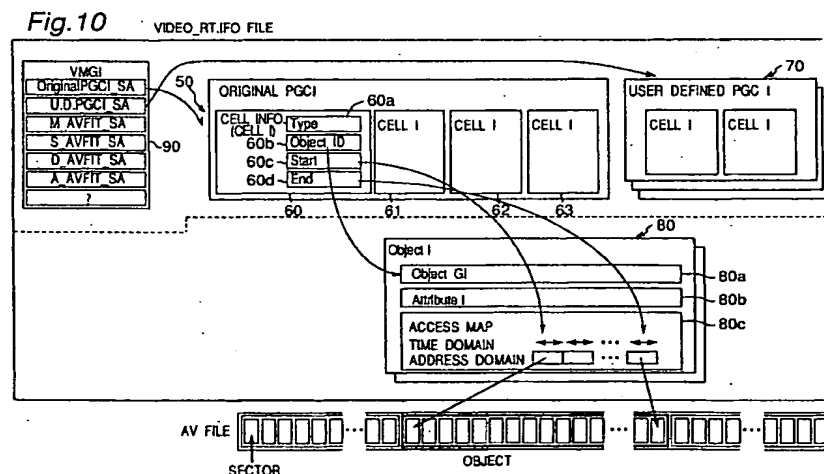 Fig.10
VIDEO_RT.IFO FILE
VMGI
OriginalPGCI_SA
U.D.PGCI_SA
M_AVFIT_SA
S_AVFIT_SA
D_AVFIT_SA
A_AVFIT_SA
?
90
50
ORIGINAL PGCI
CELL INFO.
(CELL I)
60a
Type
60b
Object_ID
60c
Start
60d
End
CELL I
CELL I
CELL I
60
61
62
63
70
USER DEFINED PGC I
CELL I
CELL I
80
Object I
Object GI
80a
Attribute I
80b
ACCESS MAP
80c
TIME DOMAIN
...
ADDRESS DOMAIN
...
AV FILE
...
...
...
SECTOR
OBJECT